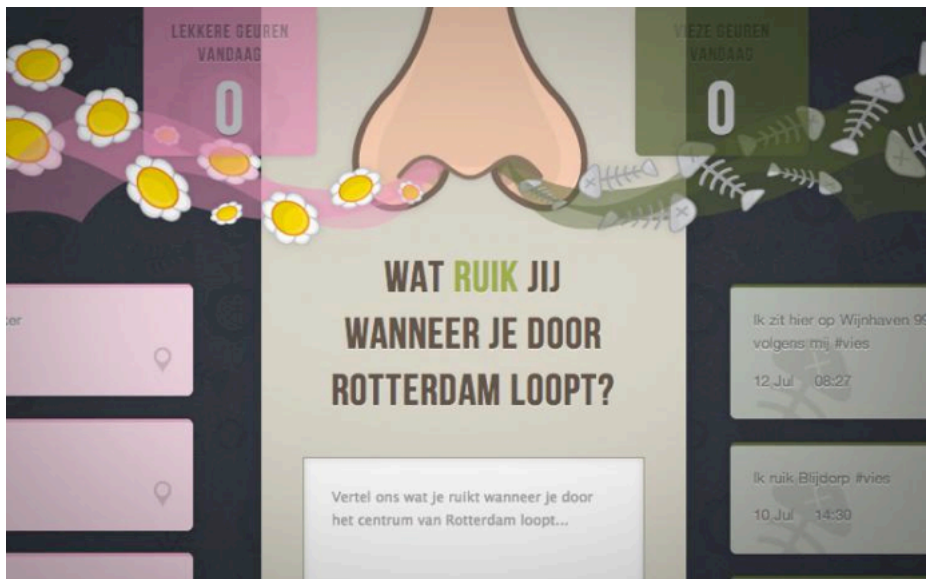 LEKKERE GEUREN
VANDAAG
0
VIEZE GEUREN
VANDAAG
0
WAT RUIK JIJ
WANNEER JE DOOR
ROTTERDAM LOOPT?
Vertel ons wat je ruikt wanneer je door
het centrum van Rotterdam loopt...
Ik zit hier op Wijnhaven 99
volgens mij #vies
12 Jul 08:27
Ik ruik Blijdorp #vies
10 Jul 14:30